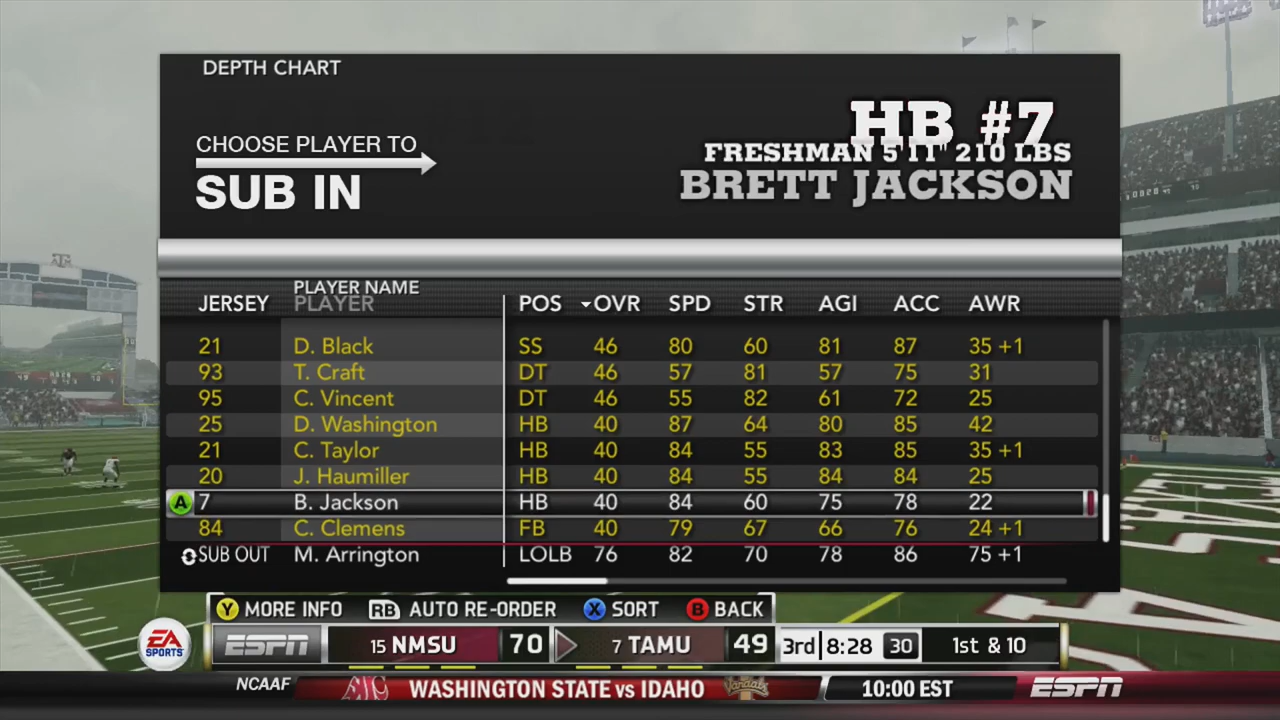 DEPTH CHART
CHOOSE PLAYER TO
SUB IN
HB #7
FRESHMAN 5'11" 210 LBS
BRETT JACKSON
JERSEY PLAYER NAME PLAYER POS OVR SPD STR AGI ACC AWR
21 D. Black SS 46 80 60 81 87 35 +1
93 T. Craft DT 46 57 81 57 75 31
95 C. Vincent DT 46 55 82 61 72 25
25 D. Washington HB 40 87 64 80 85 42
21 C. Taylor HB 40 84 55 83 85 35 +1
20 J. Haumiller HB 40 84 55 84 84 25
A 7 B. Jackson HB 40 84 60 75 78 22
84 C. Clemens FB 40 79 67 66 76 24 +1
SUB OUT M. Arrington LOLB 76 82 70 78 86 75 +1
Y MORE INFO RB AUTO RE-ORDER X SORT B BACK
EA SPORTS ESPN 15 NMSU 70 7 TAMU 49 3rd 8:28 30 1st & 10
NCAAF WASHINGTON STATE vs IDAHO Vandals 10:00 EST ESPN